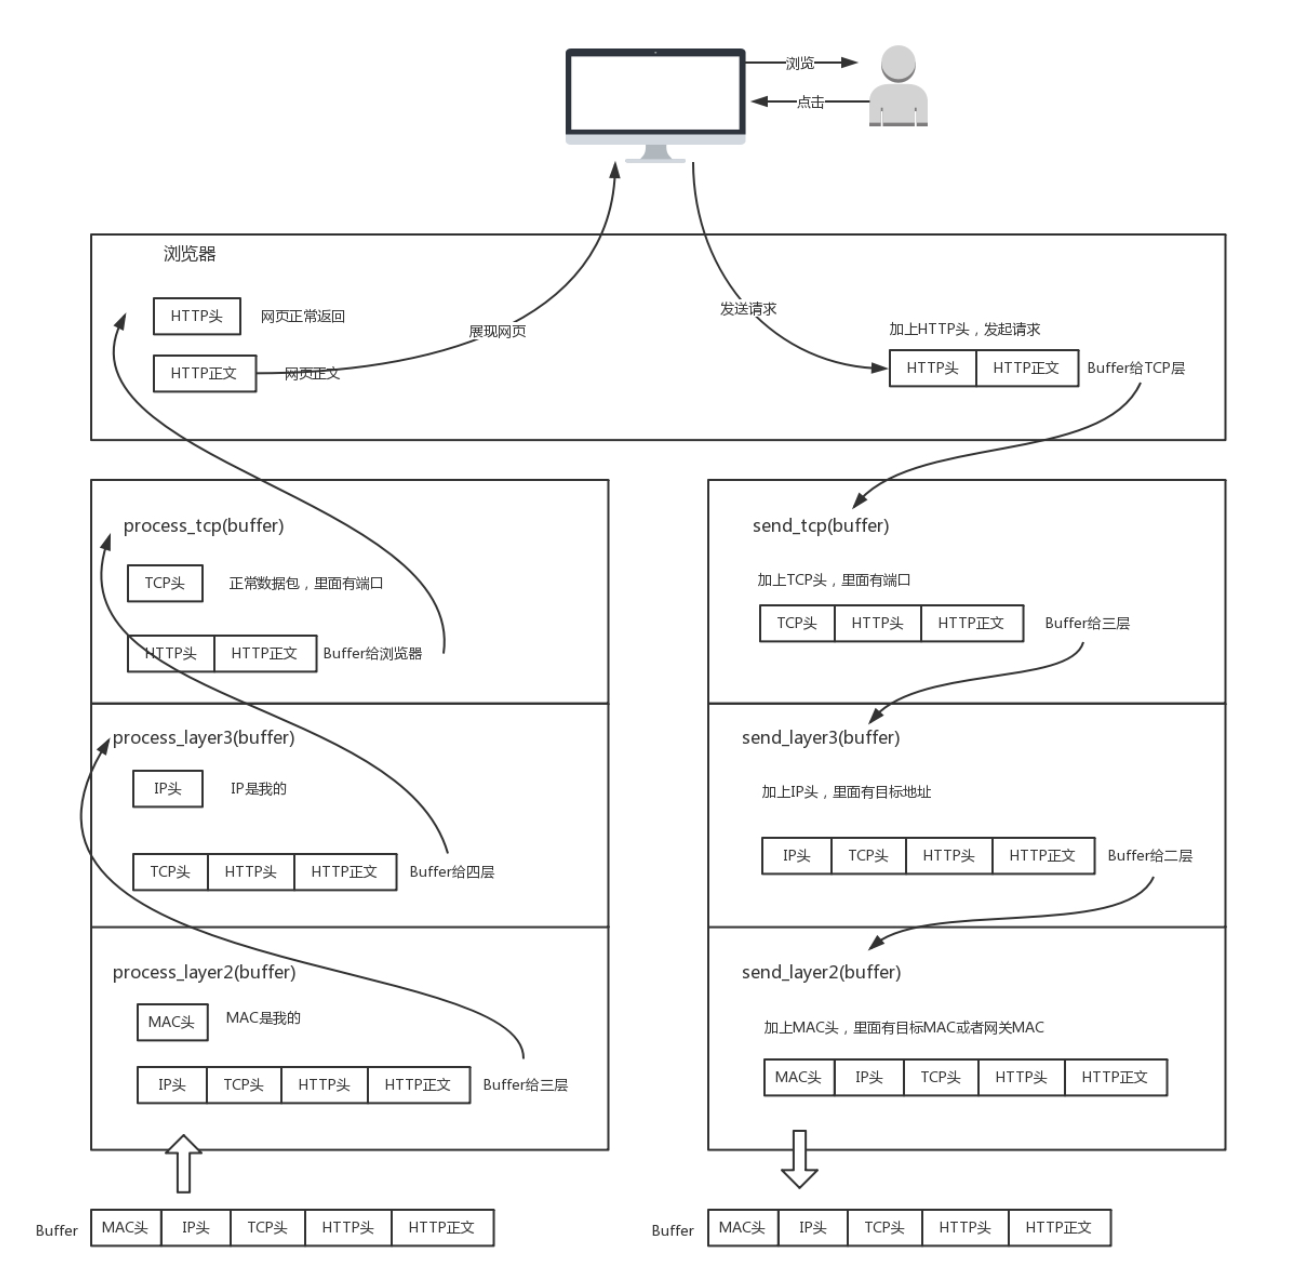 浏览
点击
浏览器
HTTP头
网页正常返回
HTTP正文
网页正文
展现网页
发送请求
加上HTTP头，发起请求
HTTP头 HTTP正文 Buffer给TCP层
process_tcp(buffer)
TCP头
正常数据包，里面有端口
HTTP头 HTTP正文 Buffer给浏览器
process_layer3(buffer)
IP头
IP是我的
TCP头 HTTP头 HTTP正文 Buffer给四层
process_layer2(buffer)
MAC头
MAC是我的
IP头 TCP头 HTTP头 HTTP正文 Buffer给三层
Buffer MAC头 IP头 TCP头 HTTP头 HTTP正文
send_tcp(buffer)
加上TCP头，里面有端口
TCP头 HTTP头 HTTP正文 Buffer给三层
send_layer3(buffer)
加上IP头，里面有目标地址
IP头 TCP头 HTTP头 HTTP正文 Buffer给二层
send_layer2(buffer)
加上MAC头，里面有目标MAC或者网关MAC
MAC头 IP头 TCP头 HTTP头 HTTP正文
Buffer MAC头 IP头 TCP头 HTTP头 HTTP正文